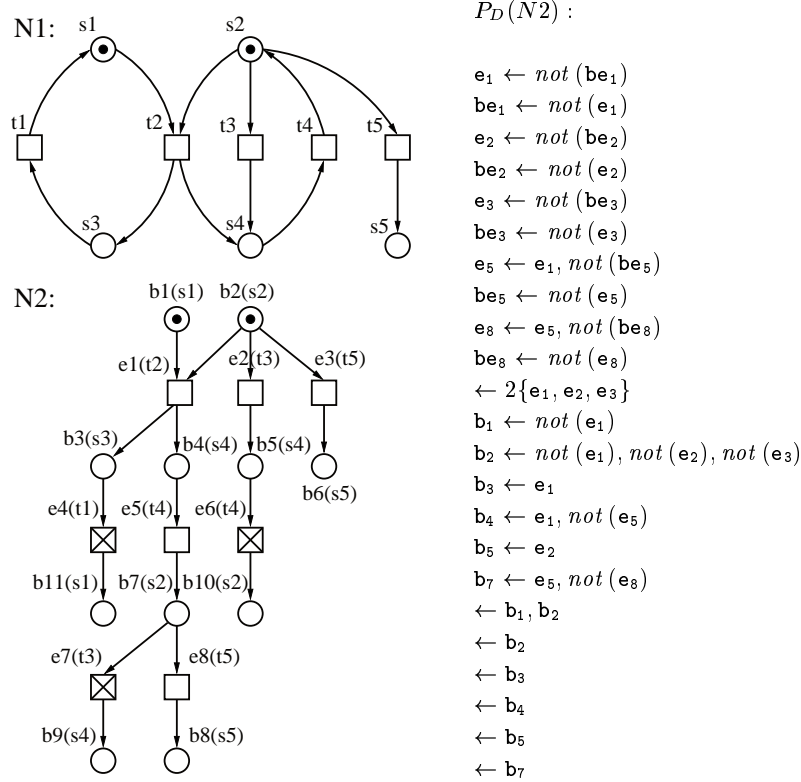 N1:
s1
s2
t1
t2
t3
t4
t5
s3
s4
s5
N2:
b1(s1)
b2(s2)
e1(t2)
e2(t3)
e3(t5)
b3(s3)
b4(s4)
b5(s4)
b6(s5)
e4(t1)
e5(t4)
e6(t4)
b11(s1)
b7(s2)
b10(s2)
e7(t3)
e8(t5)
b9(s4)
b8(s5)
P_D(N2) :
e₁ ← not (be₁)
be₁ ← not (e₁)
e₂ ← not (be₂)
be₂ ← not (e₂)
e₃ ← not (be₃)
be₃ ← not (e₃)
e₅ ← e₁, not (be₅)
be₅ ← not (e₅)
e₈ ← e₅, not (be₈)
be₈ ← not (e₈)
← 2{e₁, e₂, e₃}
b₁ ← not (e₁)
b₂ ← not (e₁), not (e₂), not (e₃)
b₃ ← e₁
b₄ ← e₁, not (e₅)
b₅ ← e₂
b₇ ← e₅, not (e₈)
← b₁, b₂
← b₂
← b₃
← b₄
← b₅
← b₇